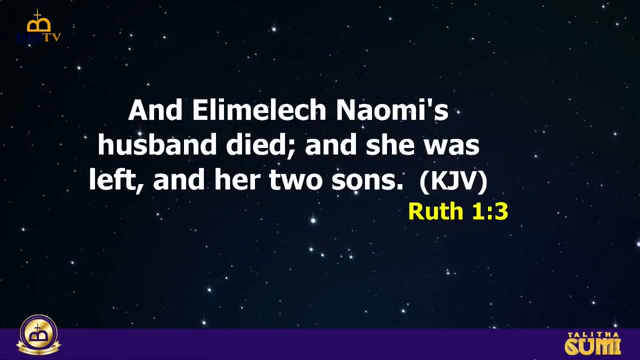 B
TV
And Elimelech Naomi's
husband died; and she was
left, and her two sons. (KJV)
Ruth 1:3
B
TALITHA
CUMI